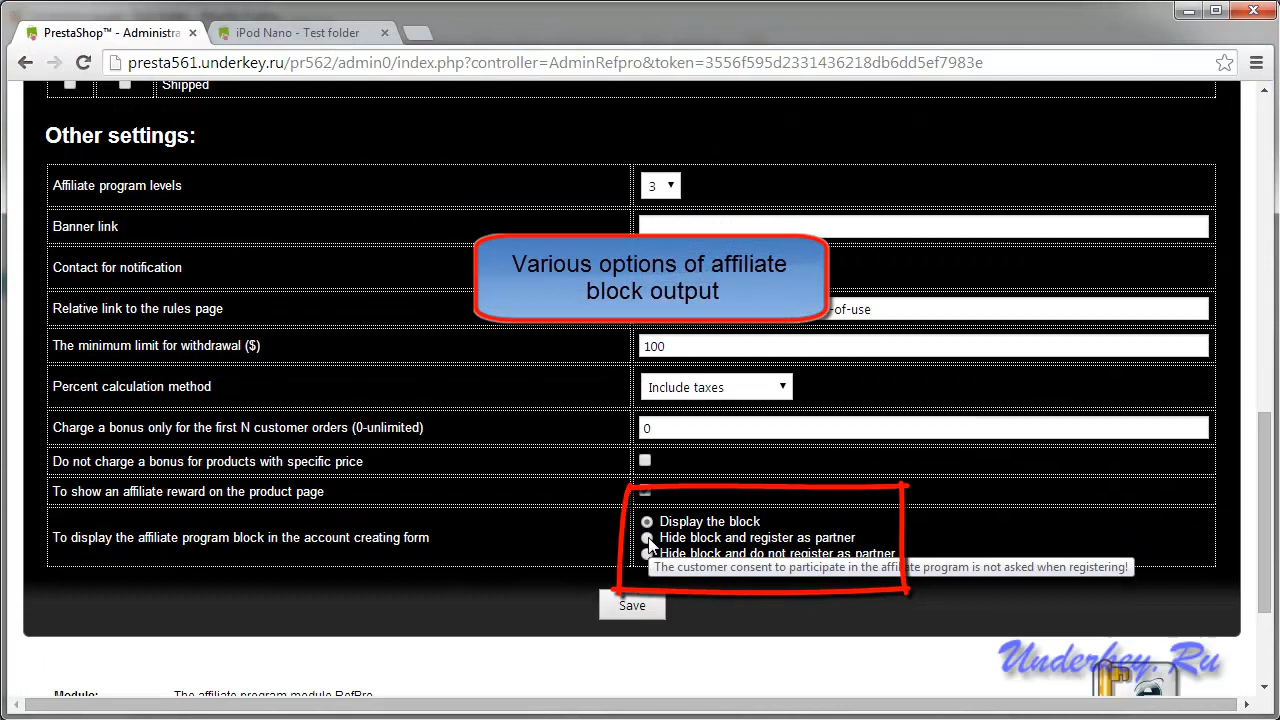 PrestaShop™ - Administra
iPod Nano - Test folder
presta561.underkey.ru/pr562/admin0/index.php?controller=AdminRefpro&token=3556f595d2331436218db6dd5ef7983e
Shipped
Other settings:
Affiliate program levels
3
Banner link
Various options of affiliate
block output
Contact for notification
Relative link to the rules page
-of-use
The minimum limit for withdrawal ($)
100
Percent calculation method
Include taxes
Charge a bonus only for the first N customer orders (0-unlimited)
0
Do not charge a bonus for products with specific price
To show an affiliate reward on the product page
To display the affiliate program block in the account creating form
Display the block
Hide block and register as partner
Hide block and do not register as partner
The customer consent to participate in the affiliate program is not asked when registering!
Save
Underkey.Ru
Module:
The affiliate program module RefPro